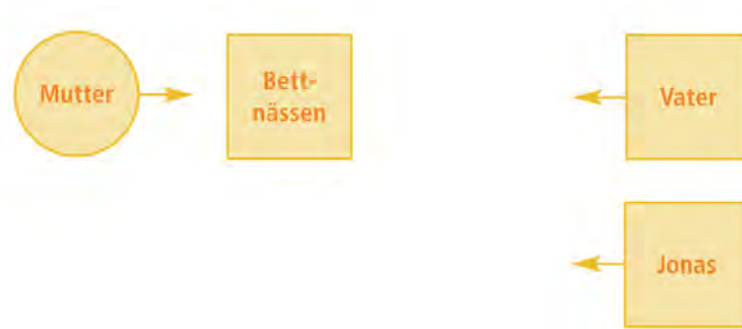 Mutter
Bett-
nässen
Vater
Jonas